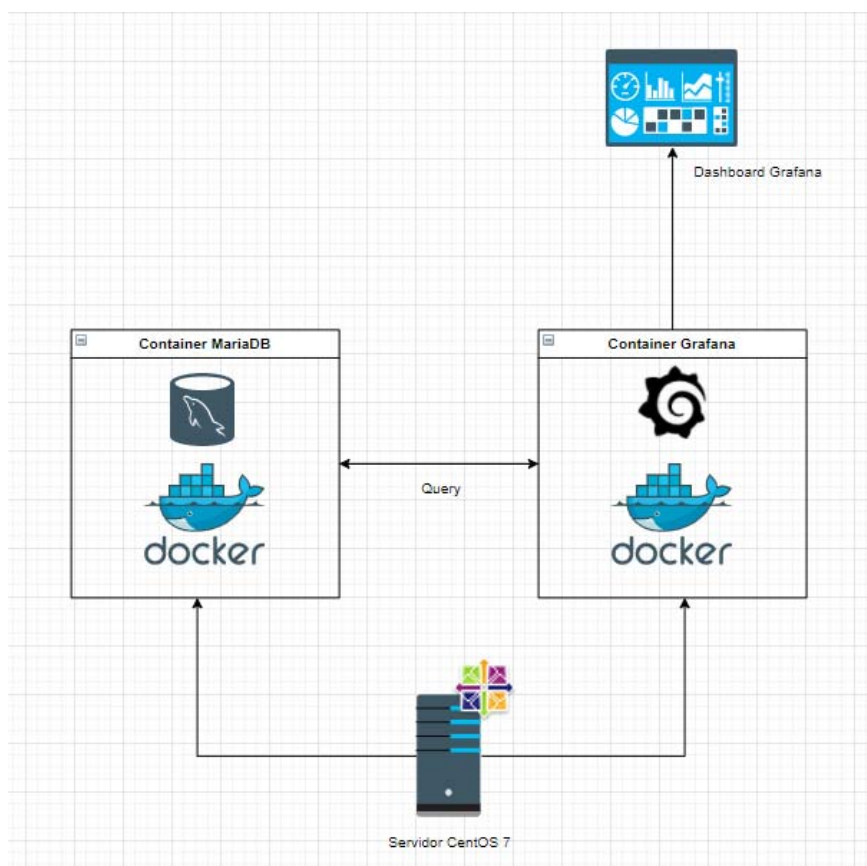 Dashboard Grafana
Container MariaDB
Container Grafana
Query
docker
docker
Servidor CentOS 7